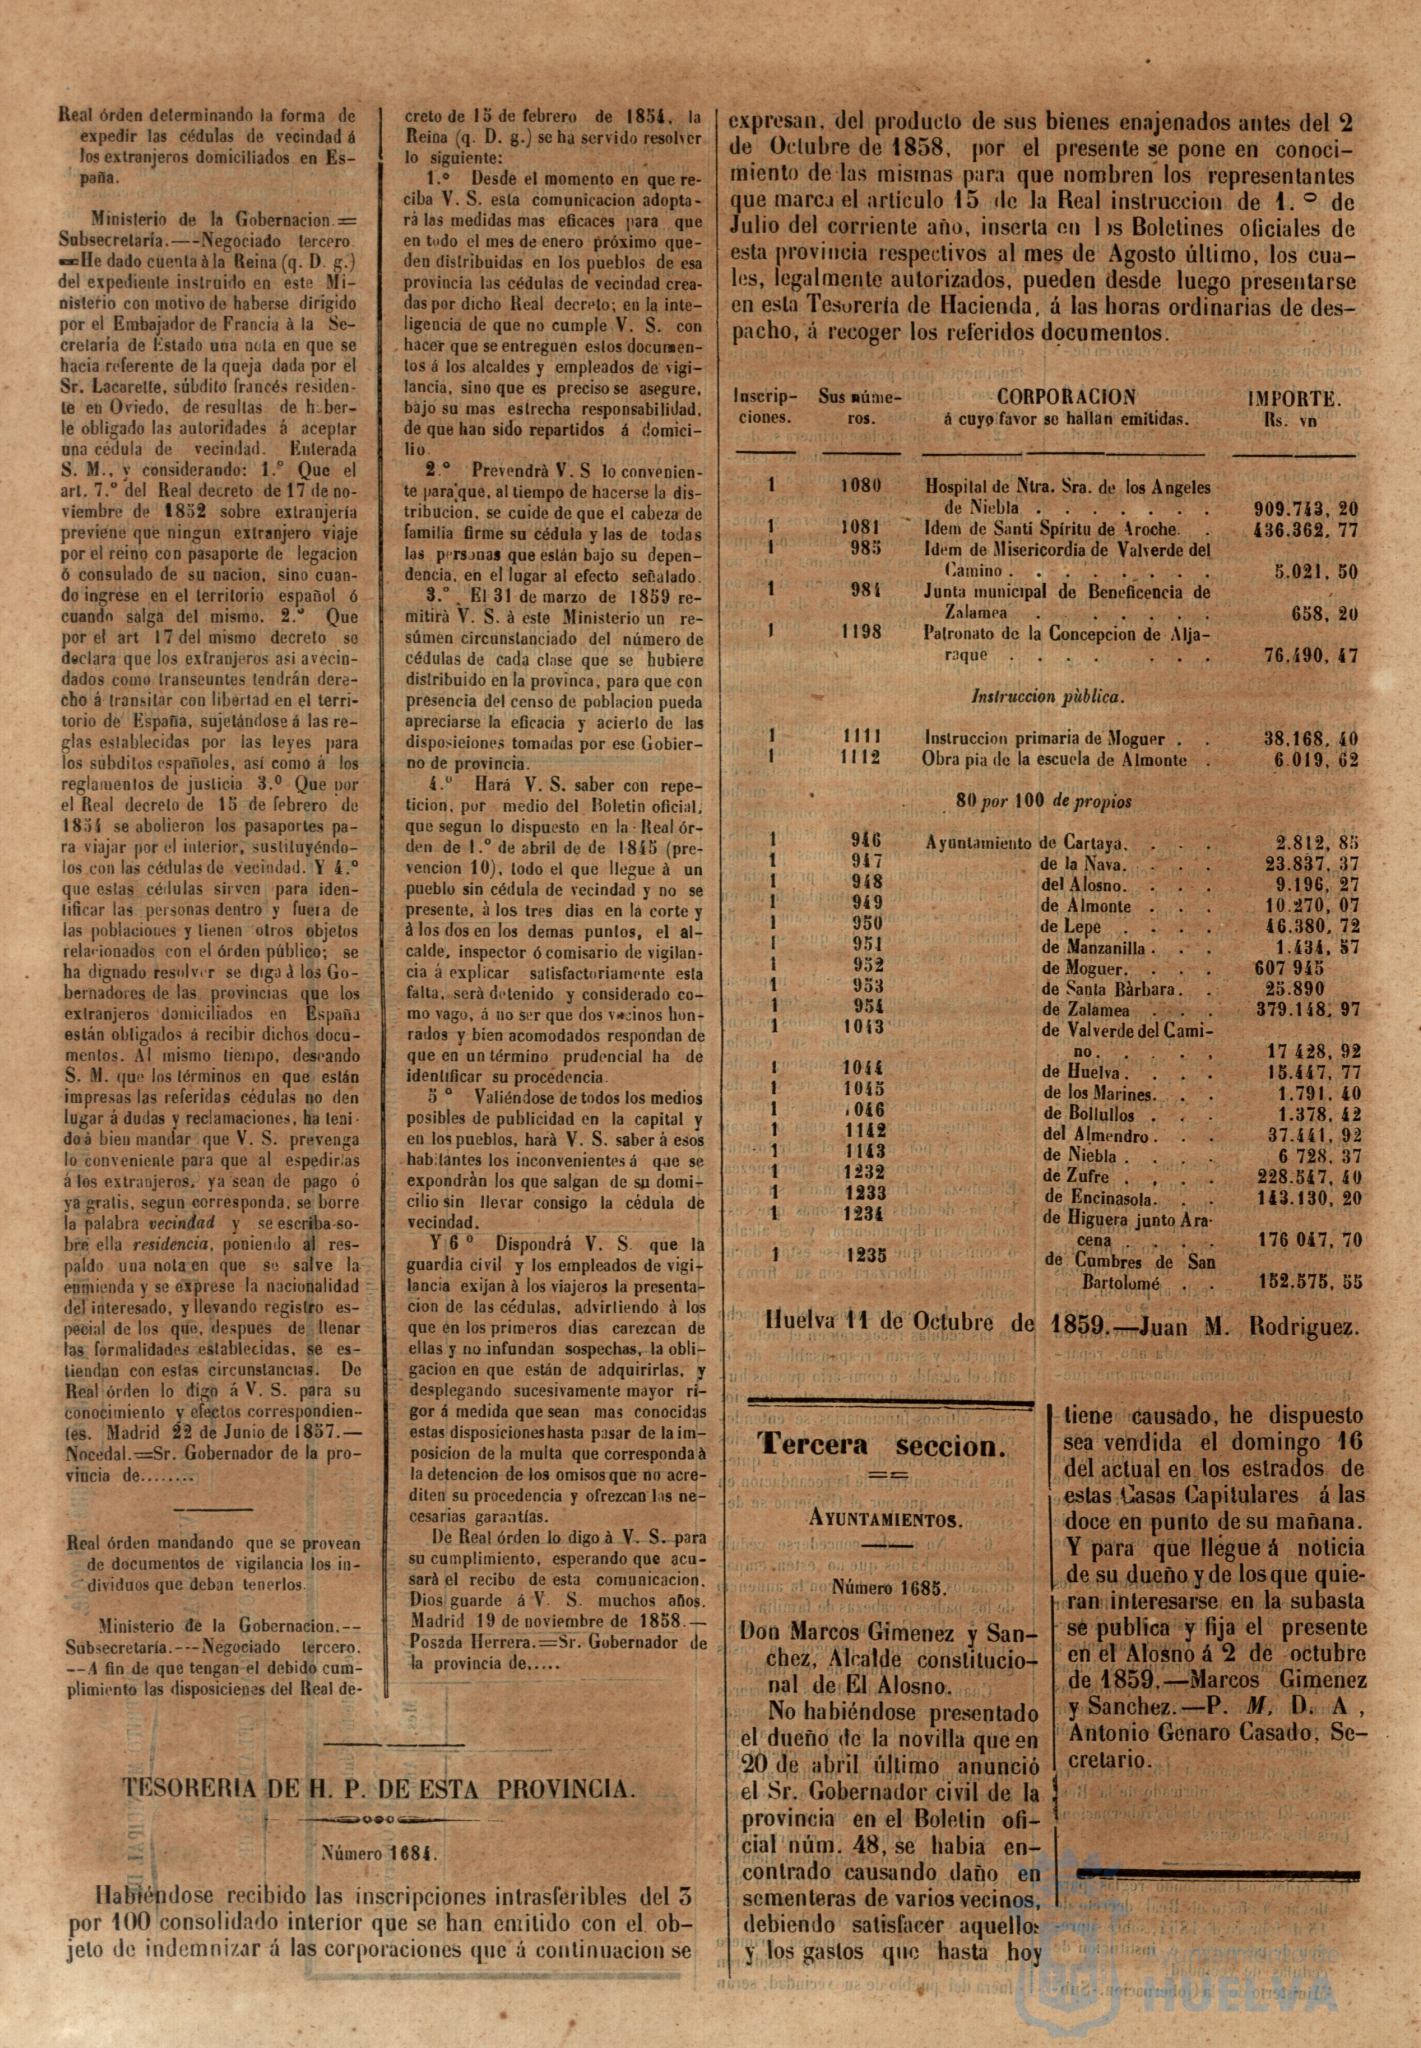 Real órden determinando la forma de
expedir las cédulas de vecindad á
los extranjeros domiciliados en Es-
paña.
Ministerio de la Gobernacion.=
Subsecretaría.—-Negociado tercero
=He dado cuenta à la Reina (q. D. g.)
del expediente instruido en este Mi-
nisterio con motivo de haberse dirigido
por el Embajador de Francia à la Se-
cretaría de Estado una nota en que se
hacia referente de la queja dada por el
Sr. Lacarette, súbdito francés residen-
te en Oviedo, de resultas de haber-
le obligado las autoridades á aceptar
una cédula de vecindad. Enterada
S. M., y considerando: 1.º Que el
art. 7.º del Real decreto de 17 de no-
viembre de 1852 sobre extranjería
previene que ningun extranjero viaje
por el reino con pasaporte de legacion
ó consulado de su nacion, sino cuan-
do ingrese en el territorio español ó
cuando salga del mismo. 2.º Que
por el art 17 del mismo decreto se
declara que los extranjeros asi avecin-
dados como transeuntes tendrán dere-
cho á transitar con libertad en el terri-
torio de España, sujetándose á las re-
glas establecidas por las leyes para
los súbditos españoles, así como á los
reglamentos de justicia 3.º Que por
el Real decreto de 15 de febrero de
1854 se abolieron los pasaportes pa-
ra viajar por el interior, sustituyéndo-
los con las cédulas de vecindad. Y 4.º
que estas cédulas sirven para iden-
tificar las personas dentro y fuera de
las poblaciones y tienen otros objetos
relacionados con el órden público; se
ha dignado resolver se diga à los Go-
bernadores de las provincias que los
extranjeros domiciliados en España
están obligados á recibir dichos docu-
mentos. Al mismo tiempo, deseando
S. M. que los términos en que están
impresas las referidas cédulas no den
lugar á dudas y reclamaciones, ha teni-
do á bien mandar que V. S. prevenga
lo conveniente para que al espedirlas
á los extranjeros, ya sean de pago ó
ya gratis, segun corresponda, se borre
la palabra vecindad y se escriba so-
bre ella residencia, poniendo al res-
paldo una nota en que se salve la
enmienda y se exprese la nacionalidad
del interesado, y llevando registro es-
pecial de los que, despues de llenar
las formalidades establecidas, se es-
tiendan con estas circunstancias. De
Real órden lo digo á V. S. para su
conocimiento y efectos correspondien-
tes. Madrid 22 de Junio de 1857.—
Nocedal.=Sr. Gobernador de la pro-
vincia de........
Real órden mandando que se provean
de documentos de vigilancia los in-
dividuos que deban tenerlos.
Ministerio de la Gobernacion.--
Subsecretaría.---Negociado tercero.
--A fin de que tengan el debido cum-
plimiento las disposiciones del Real de-
creto de 15 de febrero de 1854, la
Reina (q. D. g.) se ha servido resolver
lo siguiente:
1.º Desde el momento en que re-
ciba V. S. esta comunicacion adopta-
rá las medidas mas eficaces para que
en todo el mes de enero próximo que-
den distribuidas en los pueblos de esa
provincia las cédulas de vecindad crea-
das por dicho Real decreto; en la inte-
ligencia de que no cumple V. S. con
hacer que se entreguen estos documen-
tos á los alcaldes y empleados de vigi-
lancia, sino que es preciso se asegure,
bajo su mas estrecha responsabilidad,
de que han sido repartidos á domici-
lio.
2.º Prevendrà V. S lo convenien-
te para que, al tiempo de hacerse la dis-
tribucion, se cuide de que el cabeza de
familia firme su cédula y las de todas
las personas que están bajo su depen-
dencia, en el lugar al efecto señalado.
3.º El 31 de marzo de 1859 re-
mitirà V. S. à este Ministerio un re-
súmen circunstanciado del número de
cédulas de cada clase que se hubiere
distribuido en la provinca, para que con
presencia del censo de poblacion pueda
apreciarse la eficacia y acierto de las
disposiciones tomadas por ese Gobier-
no de provincia.
4.º Hará V. S. saber con repe-
ticion, por medio del Boletin oficial,
que segun lo dispuesto en la Real ór-
den de 1.º de abril de de 1845 (pre-
vencion 10), todo el que llegue à un
pueblo sin cédula de vecindad y no se
presente, à los tres dias en la corte y
à los dos en los demas puntos, el al-
calde, inspector ó comisario de vigilan-
cia á explicar satisfactoriamente esta
falta, serà detenido y considerado co-
mo vago, á no ser que dos vecinos hon-
rados y bien acomodados respondan de
que en un término prudencial ha de
identificar su procedencia.
5º Valiéndose de todos los medios
posibles de publicidad en la capital y
en los pueblos, hará V. S. saber á esos
habitantes los inconvenientes á que se
expondràn los que salgan de su domi-
cilio sin llevar consigo la cédula de
vecindad.
Y 6º Dispondrá V. S. que la
guardia civil y los empleados de vigi-
lancia exijan à los viajeros la presenta-
cion de las cédulas, advirtiendo à los
que en los primeros dias carezcan de
ellas y no infundan sospechas, la obli-
gacion en que están de adquirirlas, y
desplegando sucesivamente mayor ri-
gor á medida que sean mas conocidas
estas disposiciones hasta pasar de la im-
posicion de la multa que corresponda à
la detencion de los omisos que no acre-
diten su procedencia y ofrezcan las ne-
cesarias garantías.
De Real órden lo digo à V. S. para
su cumplimiento, esperando que acu-
sará el recibo de esta comunicacion.
Dios guarde á V. S. muchos años.
Madrid 19 de noviembre de 1858.—
Posada Herrera.=Sr. Gobernador de
la provincia de.....
TESORERIA DE H. P. DE ESTA PROVINCIA.
Número 1684.
Habiéndose recibido las inscripciones intrasferibles del 3
por 100 consolidado interior que se han emitido con el ob-
jeto de indemnizar á las corporaciones que á continuacion se
expresan, del producto de sus bienes enajenados antes del 2
de Octubre de 1858, por el presente se pone en conoci-
miento de las mismas para que nombren los representantes
que marca el artículo 15 de la Real instruccion de 1.º de
Julio del corriente año, inserta en los Boletines oficiales de
esta provincia respectivos al mes de Agosto último, los cua-
les, legalmente autorizados, pueden desde luego presentarse
en esta Tesorería de Hacienda, á las horas ordinarias de des-
pacho, á recoger los referidos documentos.
Inscrip- Sus núme- CORPORACION IMPORTE.
ciones. ros. á cuyo favor se hallan emitidas. Rs. vn
1 1080 Hospital de Ntra. Sra. de los Angeles
de Niebla . . . . . . . 909.743, 20
1 1081 Idem de Santi Spíritu de Aroche. . 436.362, 77
1 985 Idem de Misericordia de Valverde del
Camino . . . . . . . 5.021, 50
1 984 Junta municipal de Beneficencia de
Zalamea . . . . . . 658, 20
1 1198 Patronato de la Concepcion de Alja-
raque . . . . . . . 76.490, 47
Instruccion pùblica.
1 1111 Instruccion primaria de Moguer . . 38,168, 40
1 1112 Obra pia de la escuela de Almonte . 6.019, 62
80 por 100 de propios
1 946 Ayuntamiento de Cartaya. . . . 2.812, 85
1 947 de la Nava. . . . 23.837, 37
1 948 del Alosno. . . . 9.196, 27
1 949 de Almonte . . . 10.270, 07
1 950 de Lepe . . . . 46.380, 72
1 951 de Manzanilla . . . 1.434, 57
1 952 de Moguer. . . . 607 945
1 953 de Santa Bàrbara. . 25.890
1 954 de Zalamea . . . 379.148, 97
1 1043 de Valverde del Cami-
no. . . . . 17 428, 92
1 1044 de Huelva . . . . 15.447, 77
1 1045 de los Marines. . . 1.791, 40
1 046 de Bollullos . . . 1.378, 42
1 1142 del Almendro . . . 37.441, 92
1 1143 de Niebla . . . . 6 728, 37
1 1232 de Zufre . . . . 228.547, 40
1 1233 de Encinasola. . . 143.130, 20
1 1234 de Higuera junto Ara-
cena . . . . 176 047, 70
1 1235 de Cumbres de San
Bartolomé . . 152.575, 55
Huelva 11 de Octubre de 1859.—Juan M. Rodriguez.
Tercera seccion.
AYUNTAMIENTOS.
Número 1685.
Don Marcos Gimenez y San-
chez, Alcalde constitucio-
nal de El Alosno.
No habiéndose presentado
el dueño de la novilla que en
20 de abril último anunció
el Sr. Gobernador civil de la
provincia en el Boletin ofi-
cial núm. 48, se habia en-
contrado causando daño en
sementeras de varios vecinos,
debiendo satisfacer aquello:
y los gastos que hasta hoy
tiene causado, he dispuesto
sea vendida el domingo 16
del actual en los estrados de
estas Casas Capitulares á las
doce en punto de su mañana.
Y para que llegue á noticia
de su dueño y de los que quie-
ran interesarse en la subasta
se publica y fija el presente
en el Alosno á 2 de octubre
de 1859.—Marcos Gimenez
y Sanchez.—P. M. D. A ,
Antonio Genaro Casado, Se-
cretario.
HUELVA